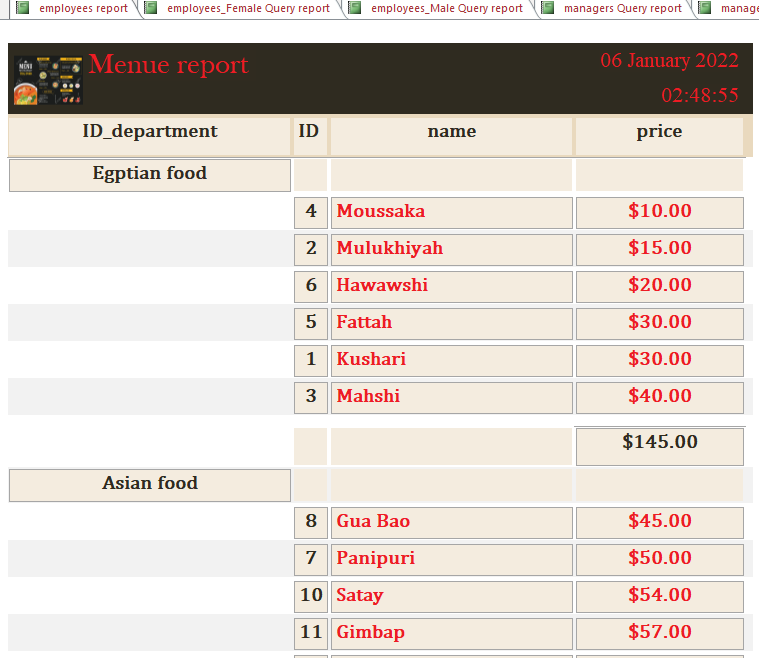 employees report employees_Female Query report employees_Male Query report managers Query report manage
Menue report 06 January 2022
02:48:55
ID_department ID name price
Egptian food
4 Moussaka $10.00
2 Mulukhiyah $15.00
6 Hawawshi $20.00
5 Fattah $30.00
1 Kushari $30.00
3 Mahshi $40.00
$145.00
Asian food
8 Gua Bao $45.00
7 Panipuri $50.00
10 Satay $54.00
11 Gimbap $57.00